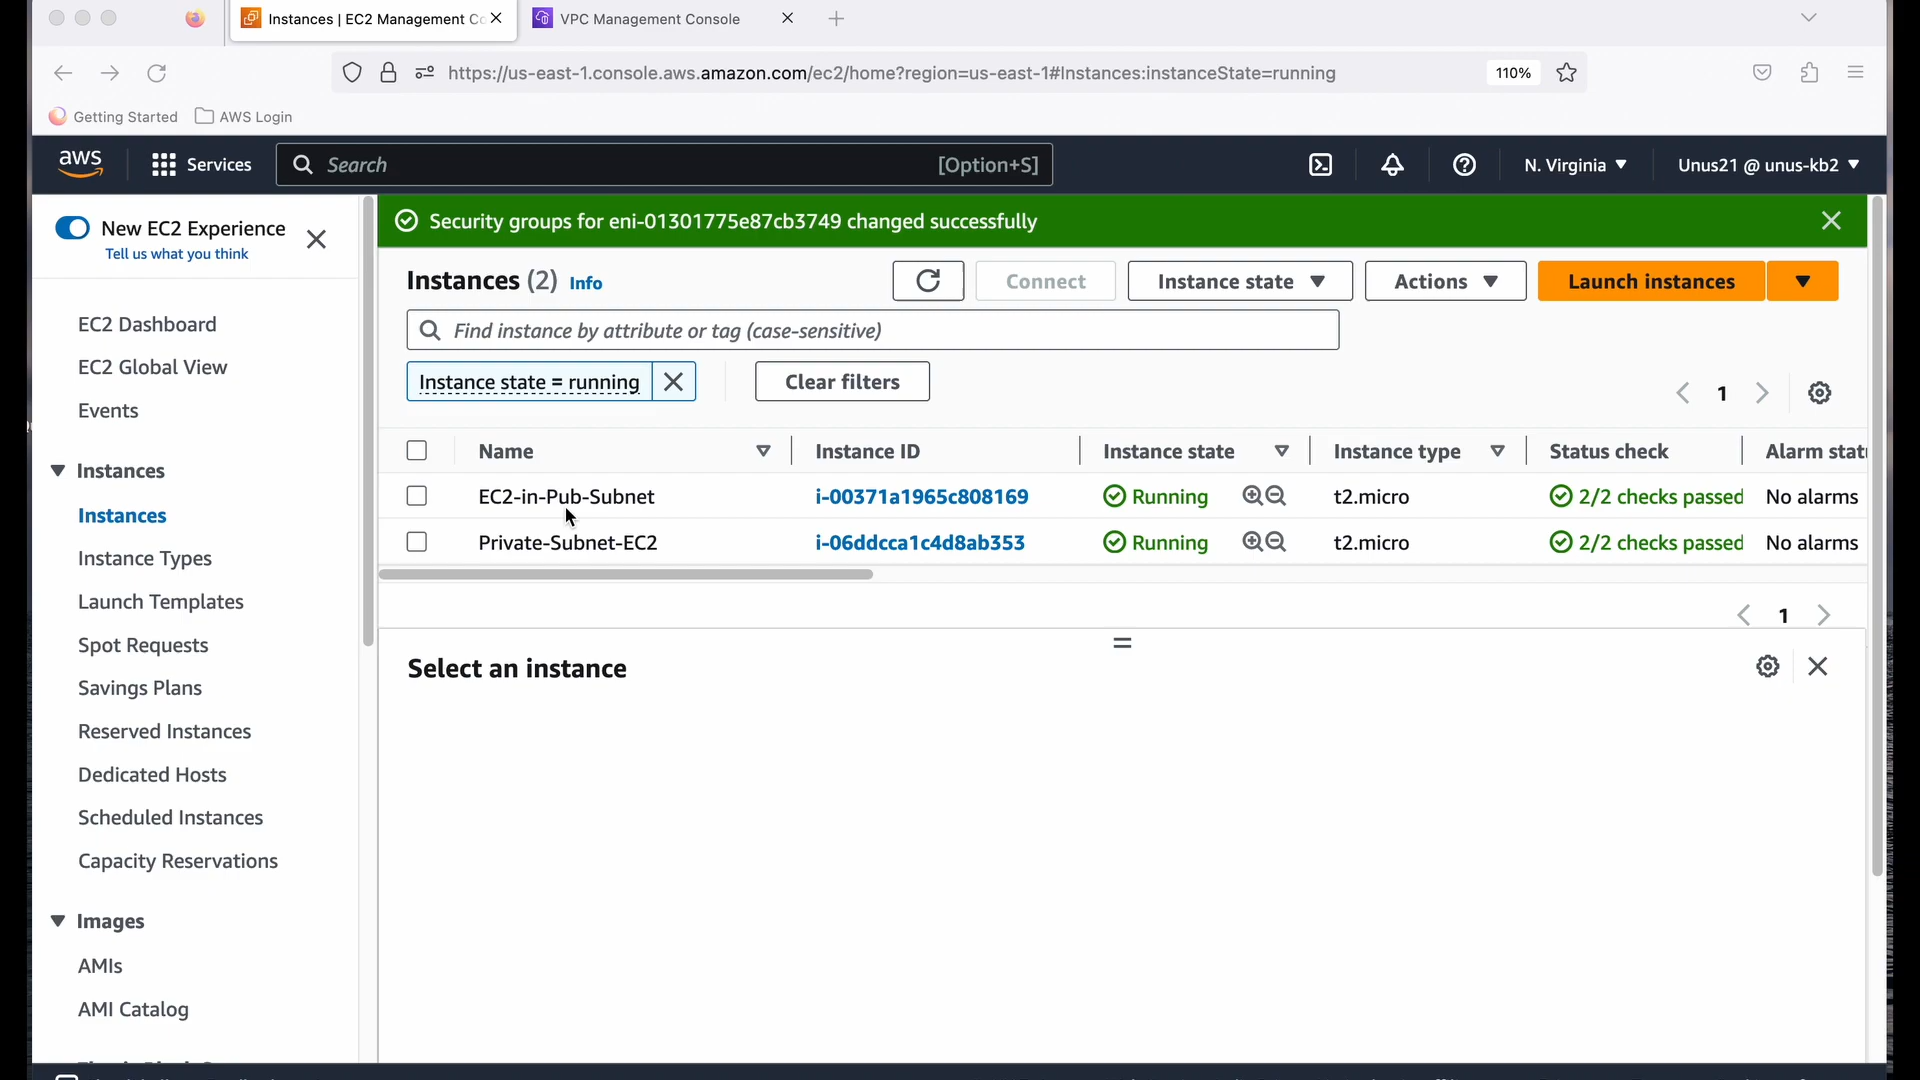 Instances | EC2 Management Co
VPC Management Console
https://us-east-1.console.aws.amazon.com/ec2/home?region=us-east-1#Instances:instanceState=running
110%
Getting Started
AWS Login
aws
Services
Search
[Option+S]
N. Virginia
Unus21 @ unus-kb2
New EC2 Experience
Tell us what you think
EC2 Dashboard
EC2 Global View
Events
Instances
Instances
Instance Types
Launch Templates
Spot Requests
Savings Plans
Reserved Instances
Dedicated Hosts
Scheduled Instances
Capacity Reservations
Images
AMIs
AMI Catalog
Security groups for eni-01301775e87cb3749 changed successfully
Instances (2) Info
Connect
Instance state
Actions
Launch instances
Find instance by attribute or tag (case-sensitive)
Instance state = running
Clear filters
1
Name Instance ID Instance state Instance type Status check Alarm statu
EC2-in-Pub-Subnet i-00371a1965c808169 Running t2.micro 2/2 checks passed No alarms
Private-Subnet-EC2 i-06ddcca1c4d8ab353 Running t2.micro 2/2 checks passed No alarms
1
Select an instance